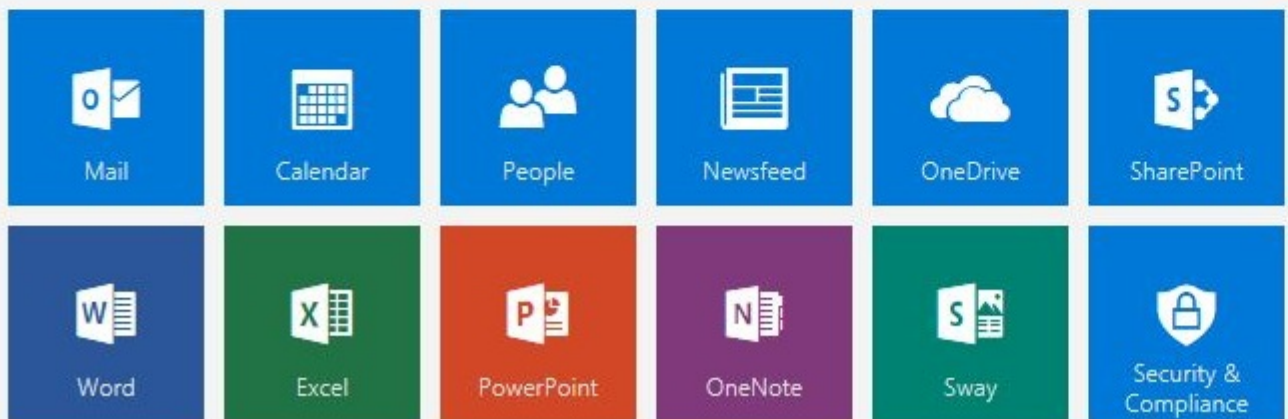 Mail Calendar People Newsfeed OneDrive SharePoint
Word Excel PowerPoint OneNote Sway Security &
Compliance